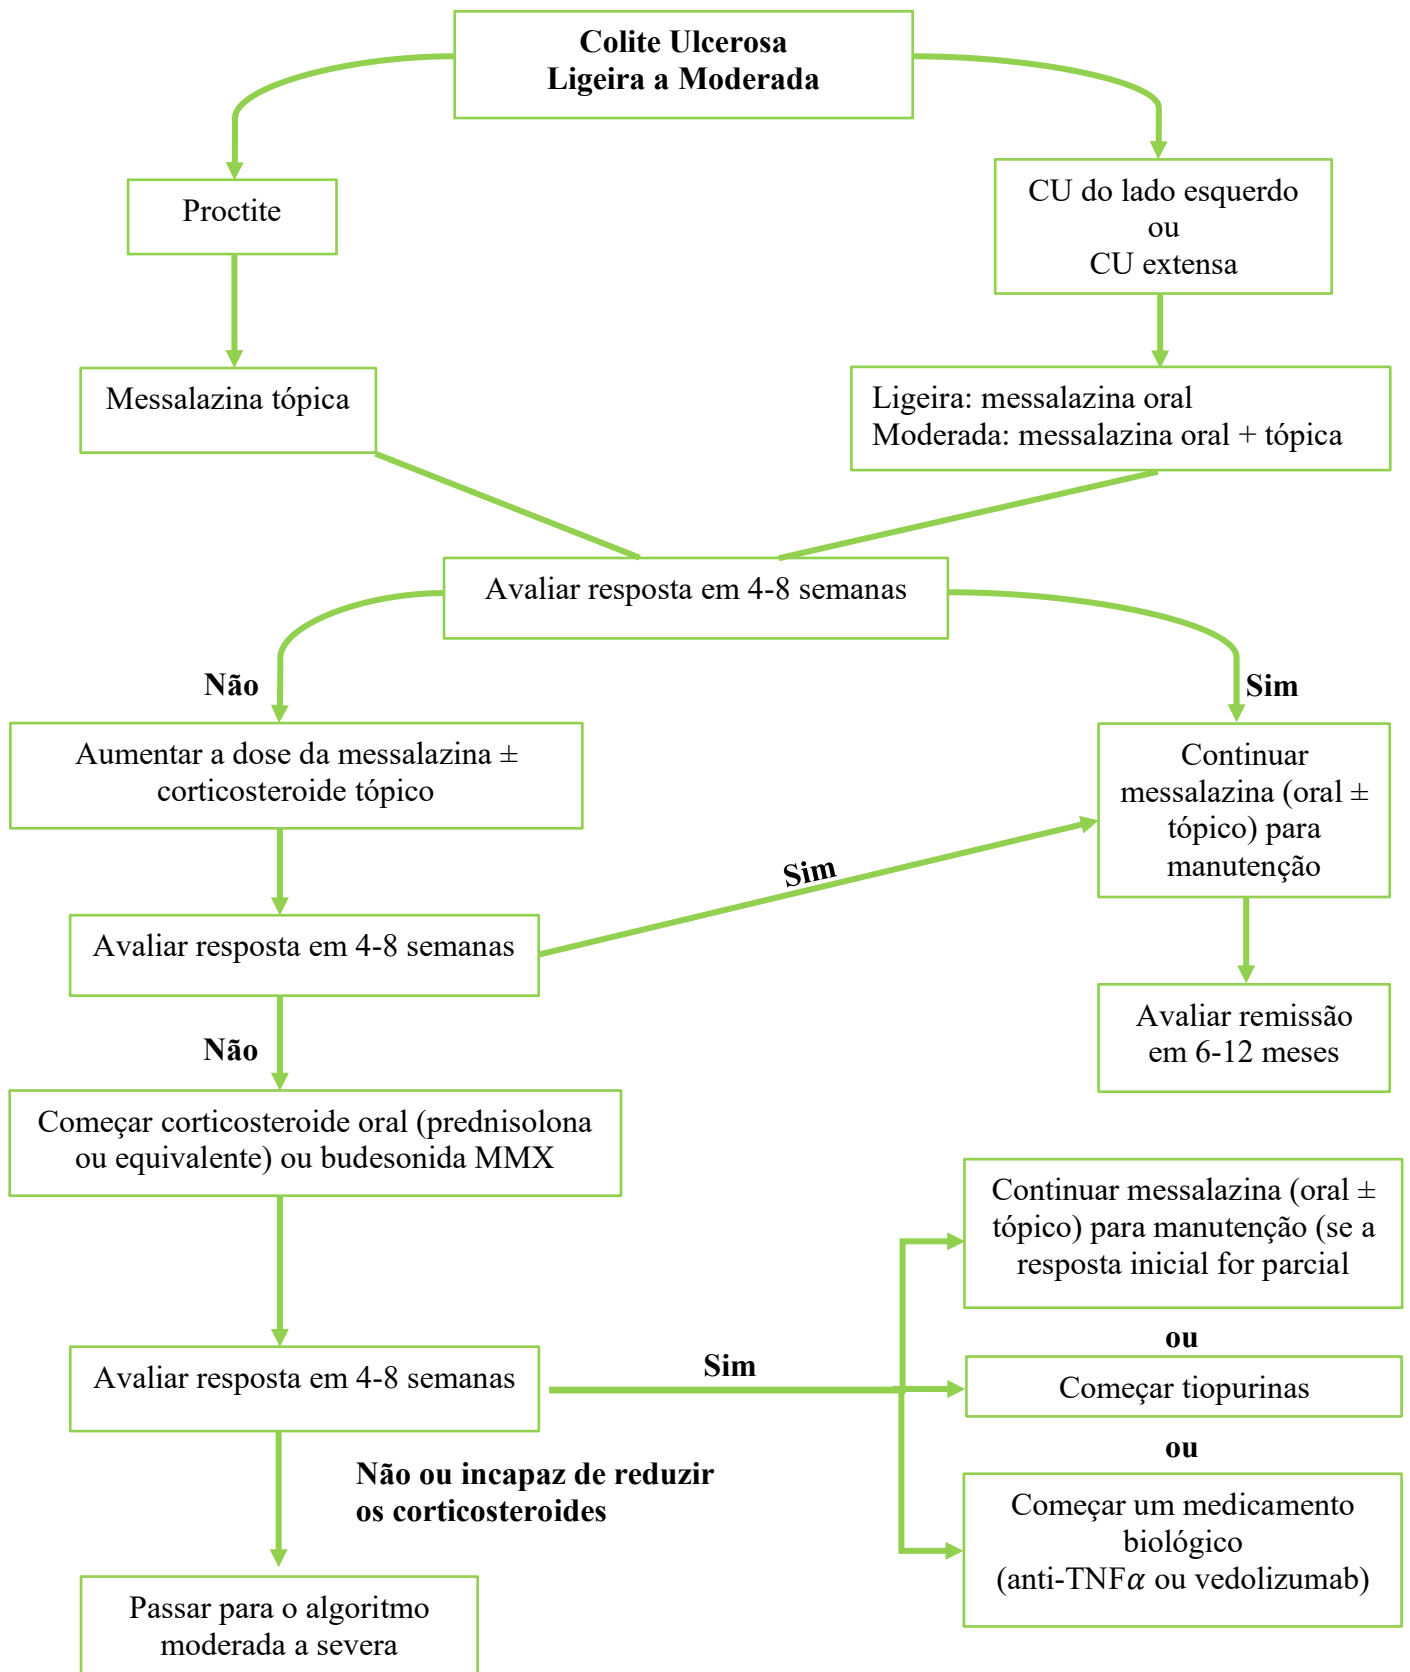 Colite Ulcerosa
Ligeira a Moderada
Proctite
CU do lado esquerdo
ou
CU extensa
Messalazina tópica
Ligeira: messalazina oral
Moderada: messalazina oral + tópica
Avaliar resposta em 4-8 semanas
Não
Sim
Aumentar a dose da messalazina ±
corticosteroide tópico
Continuar
messalazina (oral ±
tópico) para
manutenção
Sim
Avaliar resposta em 4-8 semanas
Avaliar remissão
em 6-12 meses
Não
Começar corticosteroide oral (prednisolona
ou equivalente) ou budesonida MMX
Continuar messalazina (oral ±
tópico) para manutenção (se a
resposta inicial for parcial
ou
Avaliar resposta em 4-8 semanas
Sim
Começar tiopurinas
ou
Não ou incapaz de reduzir
os corticosteroides
Começar um medicamento
biológico
(anti-TNF𝛼 ou vedolizumab)
Passar para o algoritmo
moderada a severa